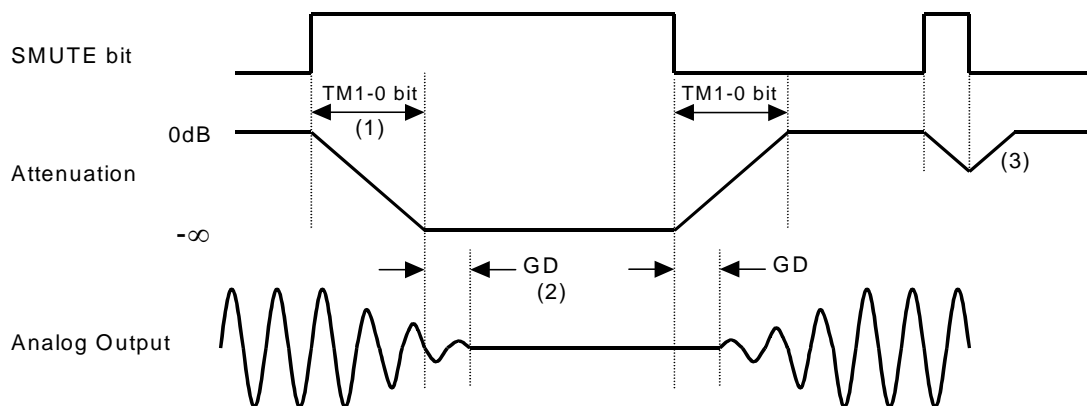 SMUTE bit
TM1-0 bit
TM1-0 bit
(1)
0dB
(3)
Attenuation
-∞
GD
GD
(2)
Analog Output